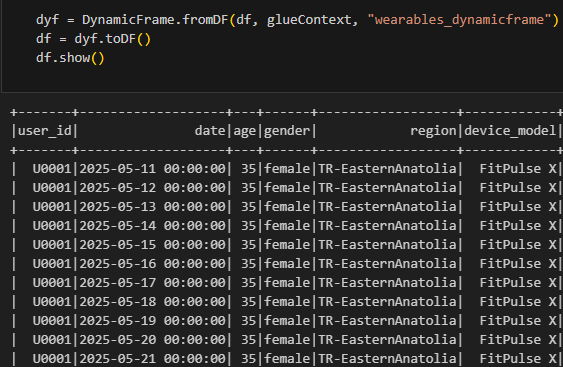 dyf = DynamicFrame.fromDF(df, glueContext, "wearables_dynamicframe")
df = dyf.toDF()
df.show()
+-------+-------------------+---+------+------------------+------------+
|user_id|               date|age|gender|            region|device_model|
+-------+-------------------+---+------+------------------+------------+
|  U0001|2025-05-11 00:00:00| 35|female|TR-EasternAnatolia|  FitPulse X|
|  U0001|2025-05-12 00:00:00| 35|female|TR-EasternAnatolia|  FitPulse X|
|  U0001|2025-05-13 00:00:00| 35|female|TR-EasternAnatolia|  FitPulse X|
|  U0001|2025-05-14 00:00:00| 35|female|TR-EasternAnatolia|  FitPulse X|
|  U0001|2025-05-15 00:00:00| 35|female|TR-EasternAnatolia|  FitPulse X|
|  U0001|2025-05-16 00:00:00| 35|female|TR-EasternAnatolia|  FitPulse X|
|  U0001|2025-05-17 00:00:00| 35|female|TR-EasternAnatolia|  FitPulse X|
|  U0001|2025-05-18 00:00:00| 35|female|TR-EasternAnatolia|  FitPulse X|
|  U0001|2025-05-19 00:00:00| 35|female|TR-EasternAnatolia|  FitPulse X|
|  U0001|2025-05-20 00:00:00| 35|female|TR-EasternAnatolia|  FitPulse X|
|  U0001|2025-05-21 00:00:00| 35|female|TR-EasternAnatolia|  FitPulse X|